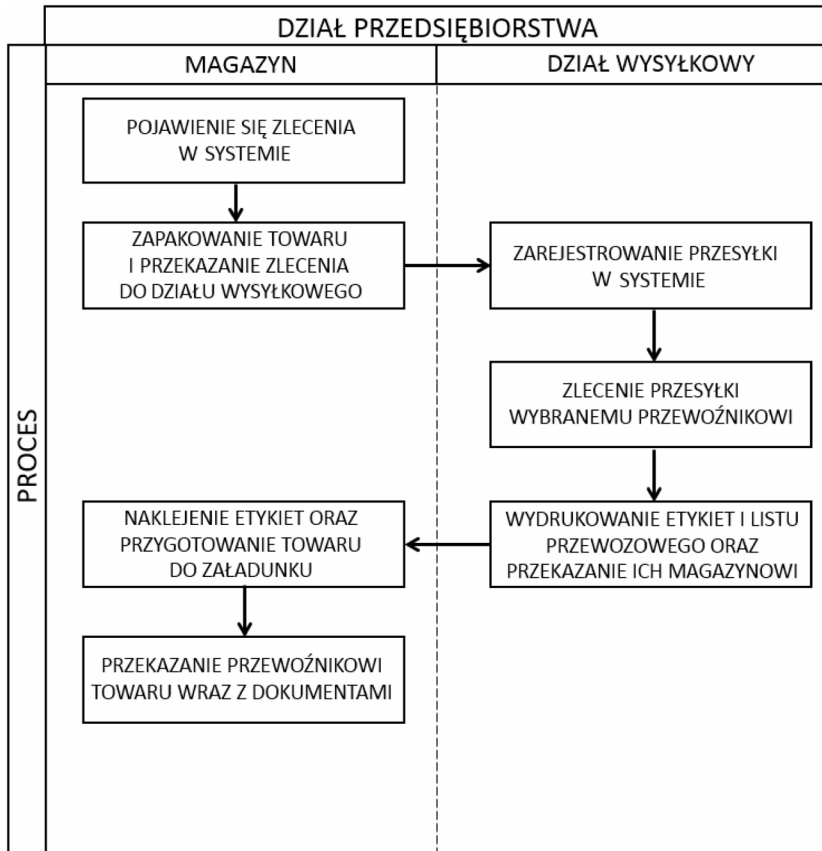 DZIAŁ PRZEDSIĘBIORSTWA
MAGAZYN
DZIAŁ WYSYŁKOWY
PROCES
POJAWIENIE SIĘ ZLECENIA
W SYSTEMIE
ZAPAKOWANIE TOWARU
I PRZEKAZANIE ZLECENIA
DO DZIAŁU WYSYŁKOWEGO
ZAREJESTROWANIE PRZESYŁKI
W SYSTEMIE
ZLECENIE PRZESYŁKI
WYBRANEMU PRZEWOŹNIKOWI
WYDRUKOWANIE ETYKIET I LISTU
PRZEWOZOWEGO ORAZ
PRZEKAZANIE ICH MAGAZYNOWI
NAKLEJENIE ETYKIET ORAZ
PRZYGOTOWANIE TOWARU
DO ZAŁADUNKU
PRZEKAZANIE PRZEWOŹNIKOWI
TOWARU WRAZ Z DOKUMENTAMI